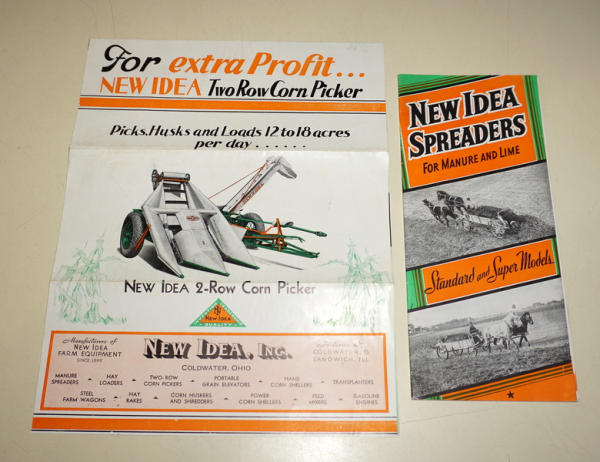 For extra Profit...
NEW IDEA Two Row Corn Picker
Picks, Husks and Loads 12 to 18 acres
per day......
NEW IDEA 2-ROW CORN PICKER
NEW IDEA
QUALITY
Manufacturers of
NEW IDEA
FARM EQUIPMENT
SINCE 1899
NEW IDEA, INC.
COLDWATER, OHIO
Factories at
COLDWATER, O.
SANDWICH, ILL.
MANURE SPREADERS
HAY LOADERS
TWO-ROW CORN PICKERS
PORTABLE GRAIN ELEVATORS
HAND CORN SHELLERS
TRANSPLANTERS
STEEL FARM WAGONS
HAY RAKES
CORN HUSKERS AND SHREDDERS
POWER CORN SHELLERS
FEED MIXERS
GASOLINE ENGINES
NEW IDEA
SPREADERS
FOR MANURE AND LIME
Standard and Super Models